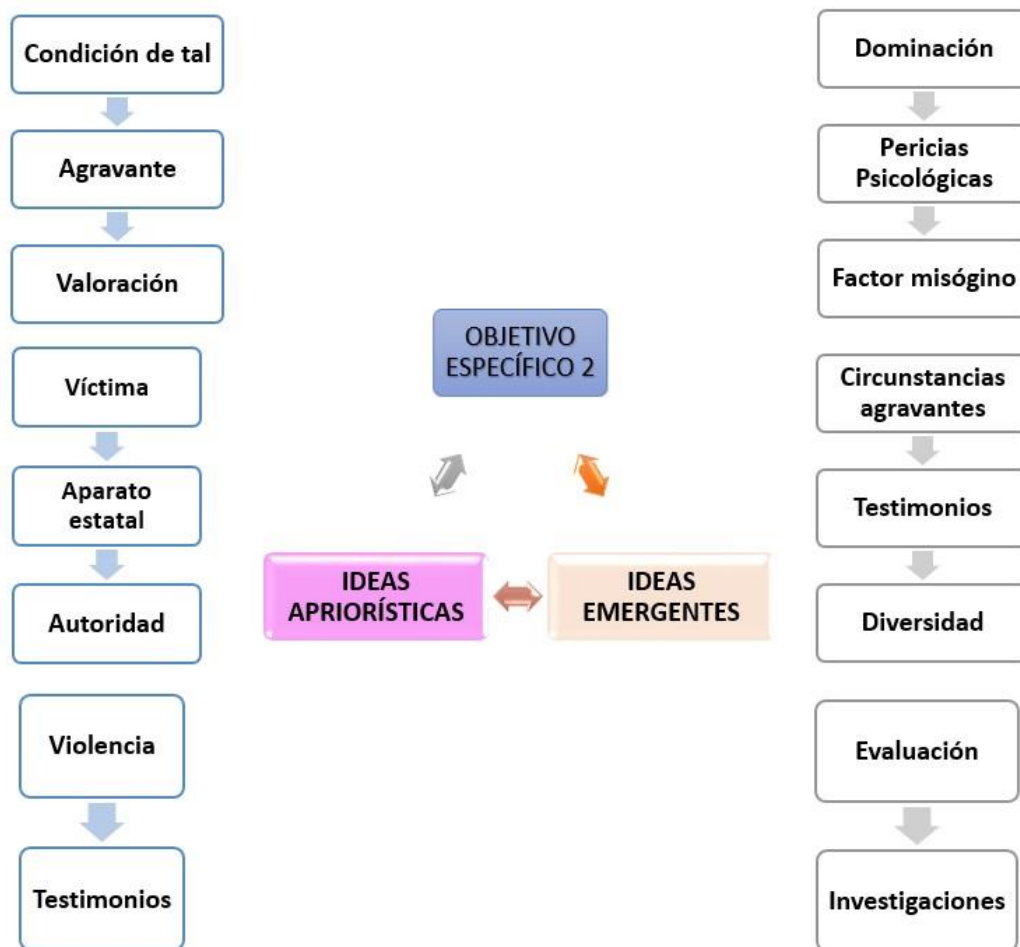 Condición de tal
Agravante
Valoración
Víctima
Aparato
estatal
Autoridad
Violencia
Testimonios
OBJETIVO
ESPECÍFICO 2
IDEAS
APRIORÍSTICAS
IDEAS
EMERGENTES
Dominación
Pericias
Psicológicas
Factor misógino
Circunstancias
agravantes
Testimonios
Diversidad
Evaluación
Investigaciones